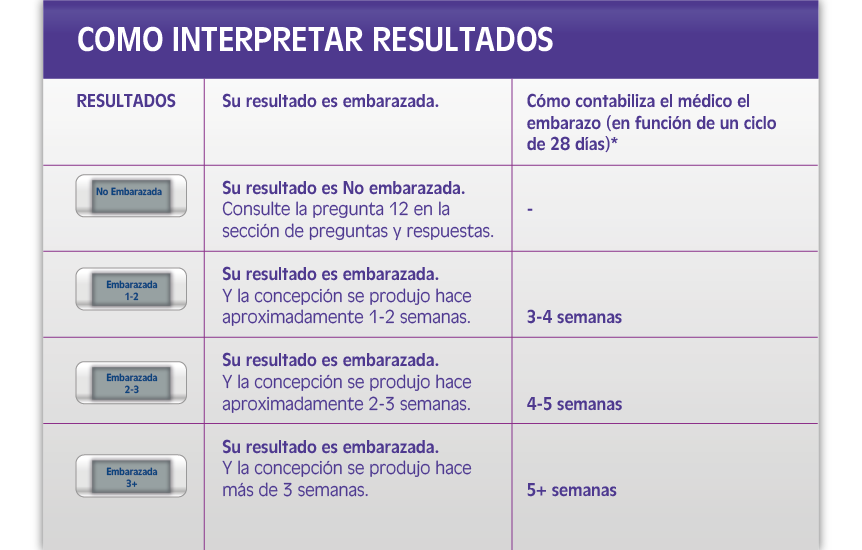 COMO INTERPRETAR RESULTADOS
RESULTADOS
Su resultado es embarazada.
Cómo contabiliza el médico el
embarazo (en función de un ciclo
de 28 días)*
No Embarazada
Su resultado es No embarazada.
Consulte la pregunta 12 en la
sección de preguntas y respuestas.
-
Embarazada
1-2
Su resultado es embarazada.
Y la concepción se produjo hace
aproximadamente 1-2 semanas.
3-4 semanas
Embarazada
2-3
Su resultado es embarazada.
Y la concepción se produjo hace
aproximadamente 2-3 semanas.
4-5 semanas
Embarazada
3+
Su resultado es embarazada.
Y la concepción se produjo hace
más de 3 semanas.
5+ semanas